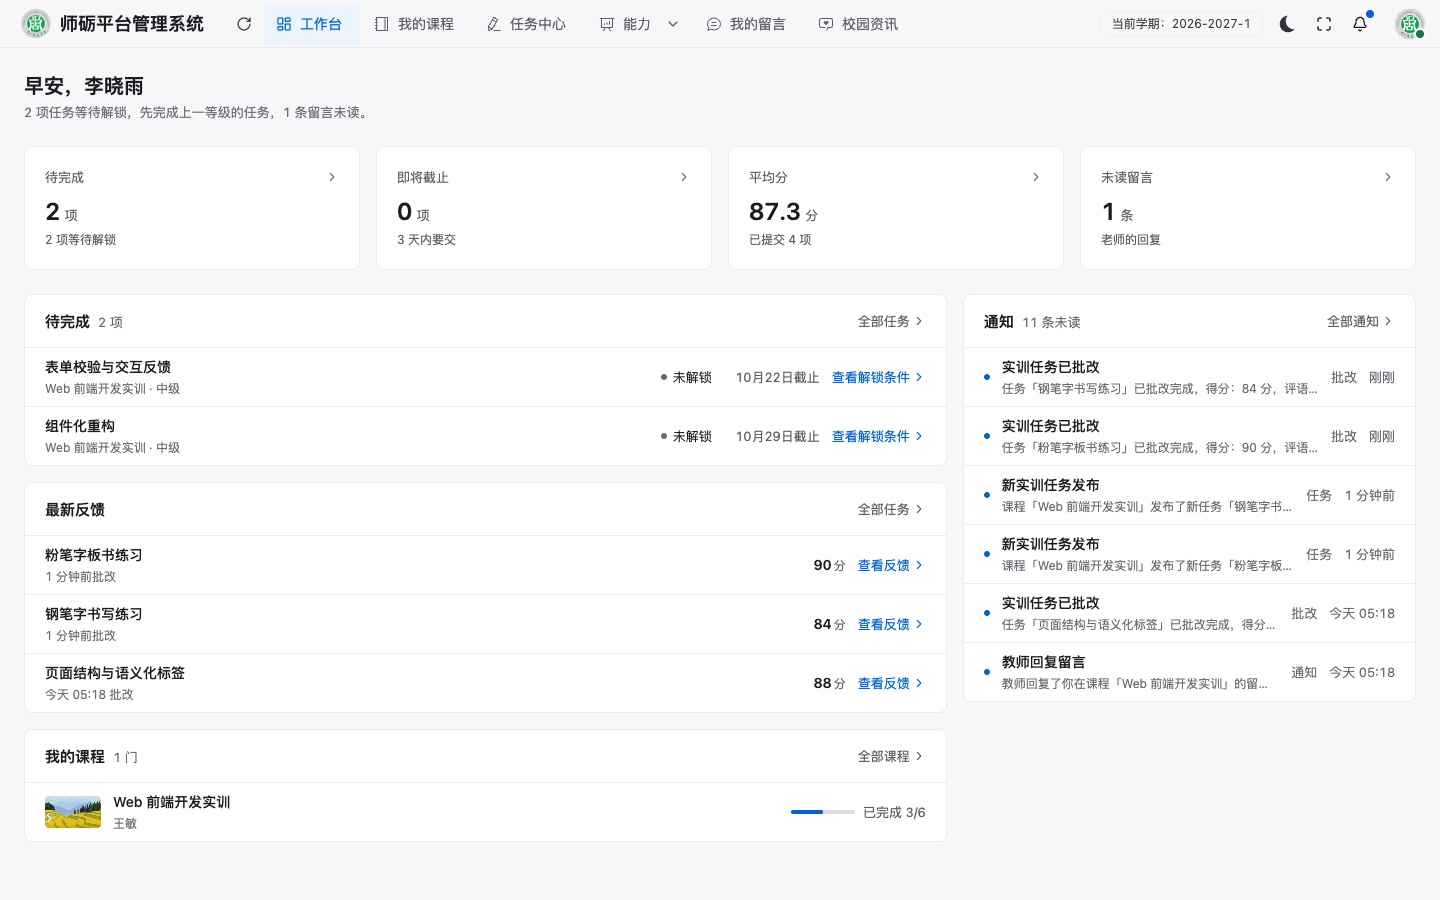 师砺平台管理系统
工作台
我的课程
任务中心
能力
我的留言
校园资讯
当前学期：2026-2027-1
早安，李晓雨
2 项任务等待解锁，先完成上一等级的任务，1 条留言未读。
待完成
2 项
2 项等待解锁
即将截止
0 项
3 天内要交
平均分
87.3 分
已提交 4 项
未读留言
1 条
老师的回复
待完成 2 项
全部任务
表单校验与交互反馈
Web 前端开发实训 · 中级
未解锁 10月22日截止 查看解锁条件
组件化重构
Web 前端开发实训 · 中级
未解锁 10月29日截止 查看解锁条件
最新反馈
全部任务
粉笔字板书练习
1 分钟前批改
90 分 查看反馈
钢笔字书写练习
1 分钟前批改
84 分 查看反馈
页面结构与语义化标签
今天 05:18 批改
88 分 查看反馈
我的课程 1 门
全部课程
Web 前端开发实训
王敏
已完成 3/6
通知 11 条未读
全部通知
实训任务已批改
任务「钢笔字书写练习」已批改完成，得分：84 分，评语...
批改 刚刚
实训任务已批改
任务「粉笔字板书练习」已批改完成，得分：90 分，评语...
批改 刚刚
新实训任务发布
课程「Web 前端开发实训」发布了新任务「钢笔字书...
任务 1 分钟前
新实训任务发布
课程「Web 前端开发实训」发布了新任务「粉笔字板...
任务 1 分钟前
实训任务已批改
任务「页面结构与语义化标签」已批改完成，得分...
批改 今天 05:18
教师回复留言
教师回复了你在课程「Web 前端开发实训」的留...
通知 今天 05:18